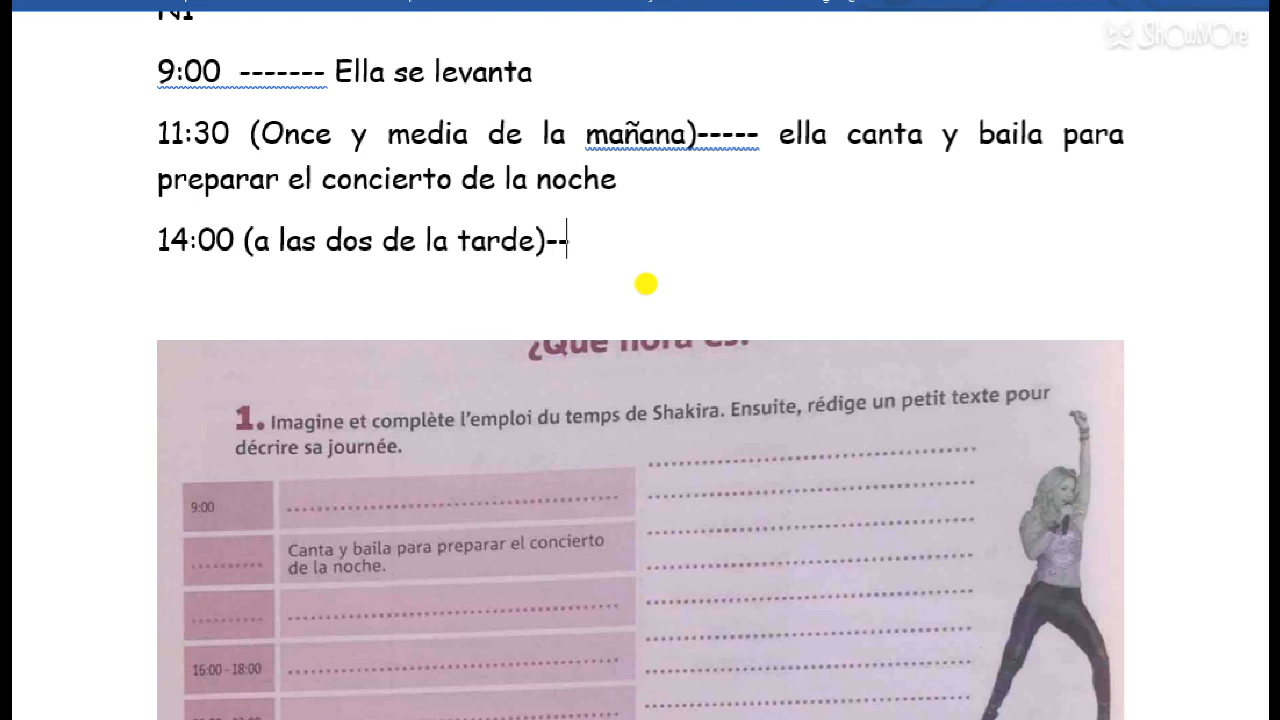 N1
ShowMore
9:00 ------- Ella se levanta
11:30 (Once y media de la mañana)----- ella canta y baila para
preparar el concierto de la noche
14:00 (a las dos de la tarde)--
¿Qué hora es?
1. Imagine et complète l'emploi du temps de Shakira. Ensuite, rédige un petit texte pour
décrire sa journée.
9:00
Canta y baila para preparar el concierto
de la noche.
16:00 - 18:00